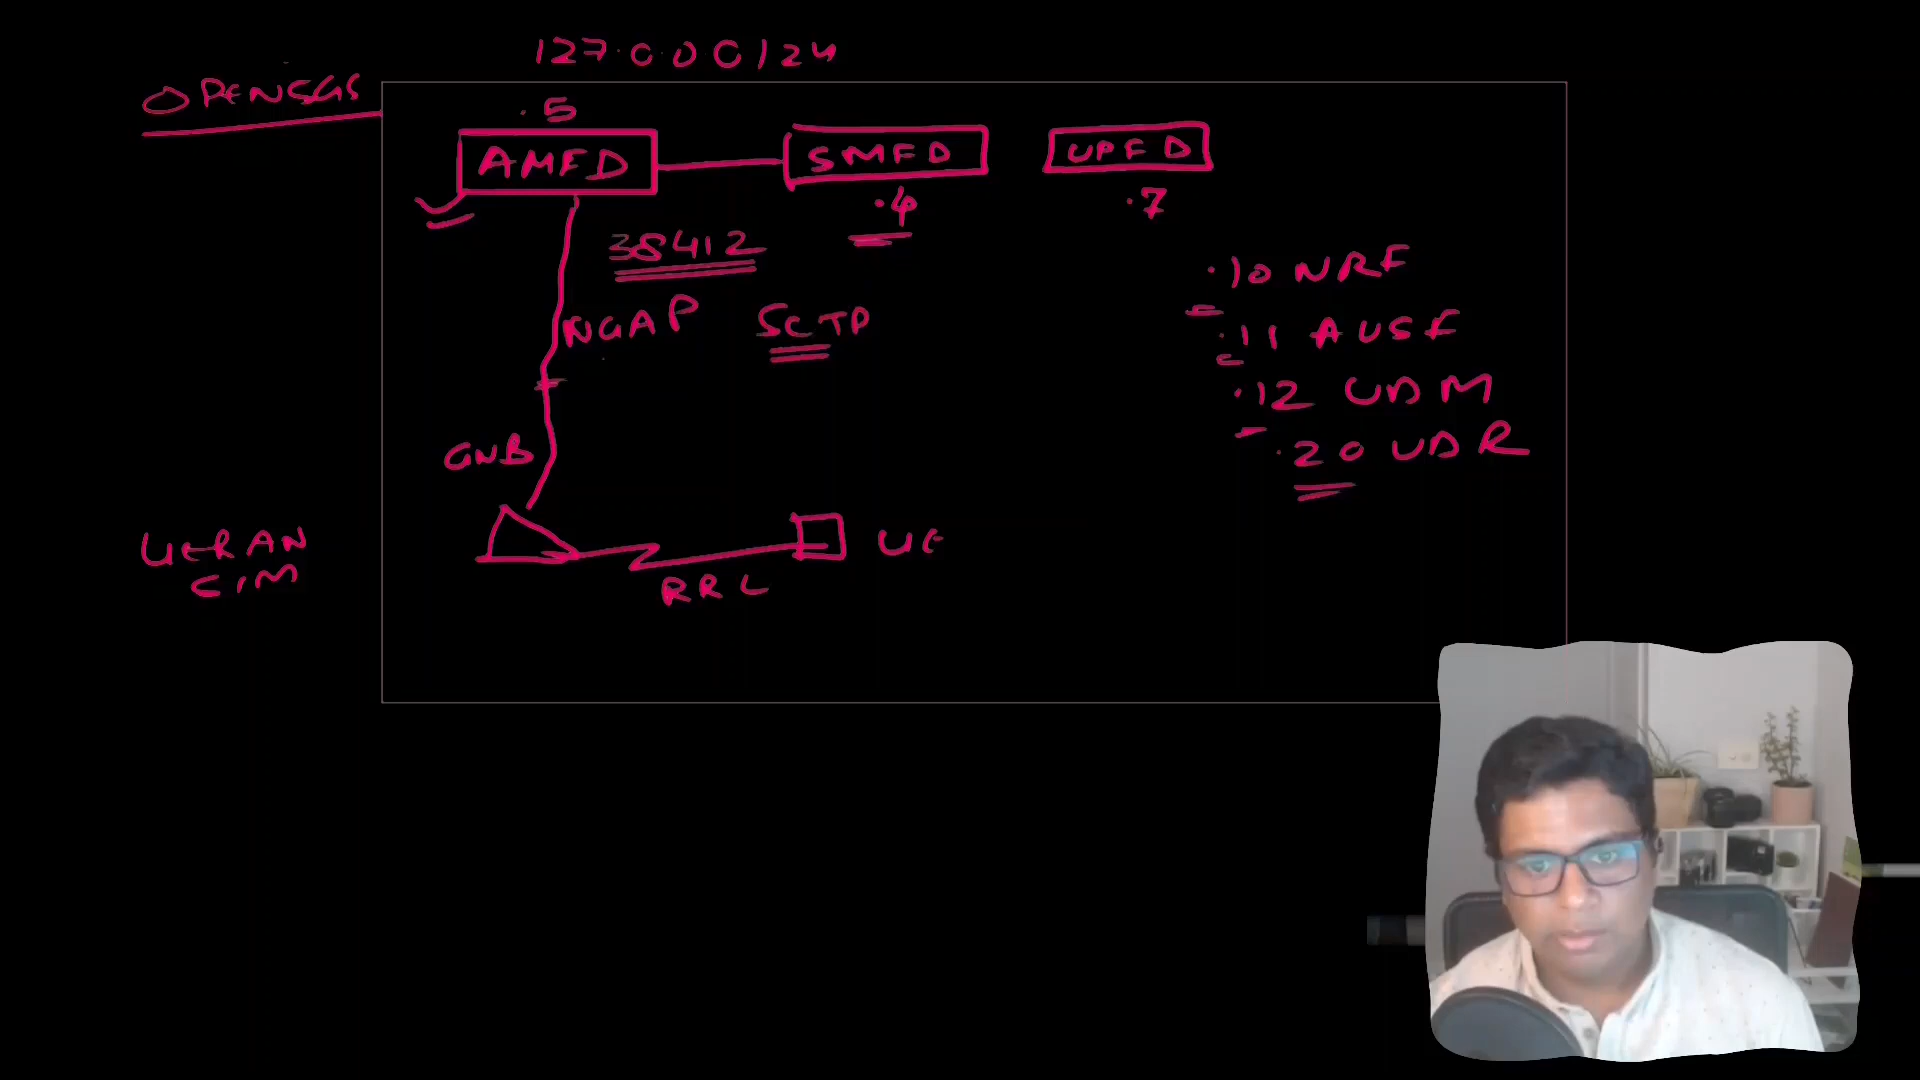 127.0.0.0/24
OPEN5GS
.5
AMFD
SMFD
UPFD
.4
.7
38412
.10 NRF
NGAP
SCTP
.11 AUSF
.12 UDM
GNB
.20 UDR
UERAN
SIM
UE
RRC